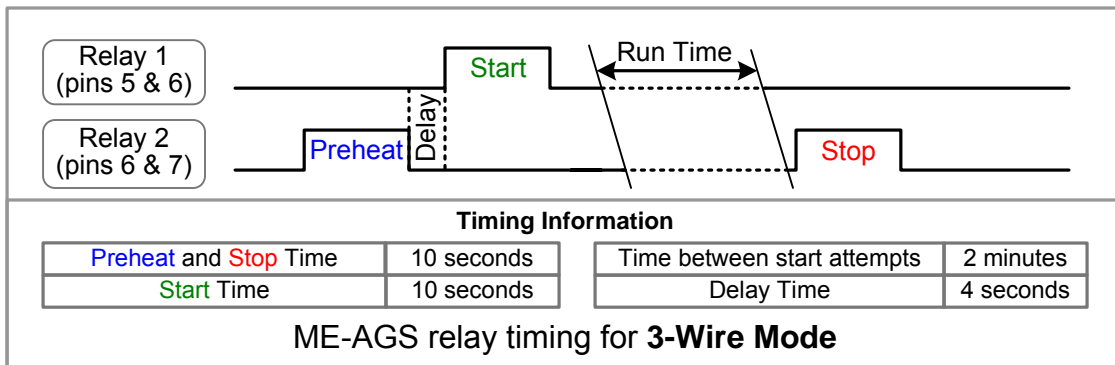 Relay 1
(pins 5 & 6)
Start
Run Time
Delay
Relay 2
(pins 6 & 7)
Preheat
Stop
Timing Information
Preheat and Stop Time 10 seconds
Start Time 10 seconds
Time between start attempts 2 minutes
Delay Time 4 seconds
ME-AGS relay timing for 3-Wire Mode